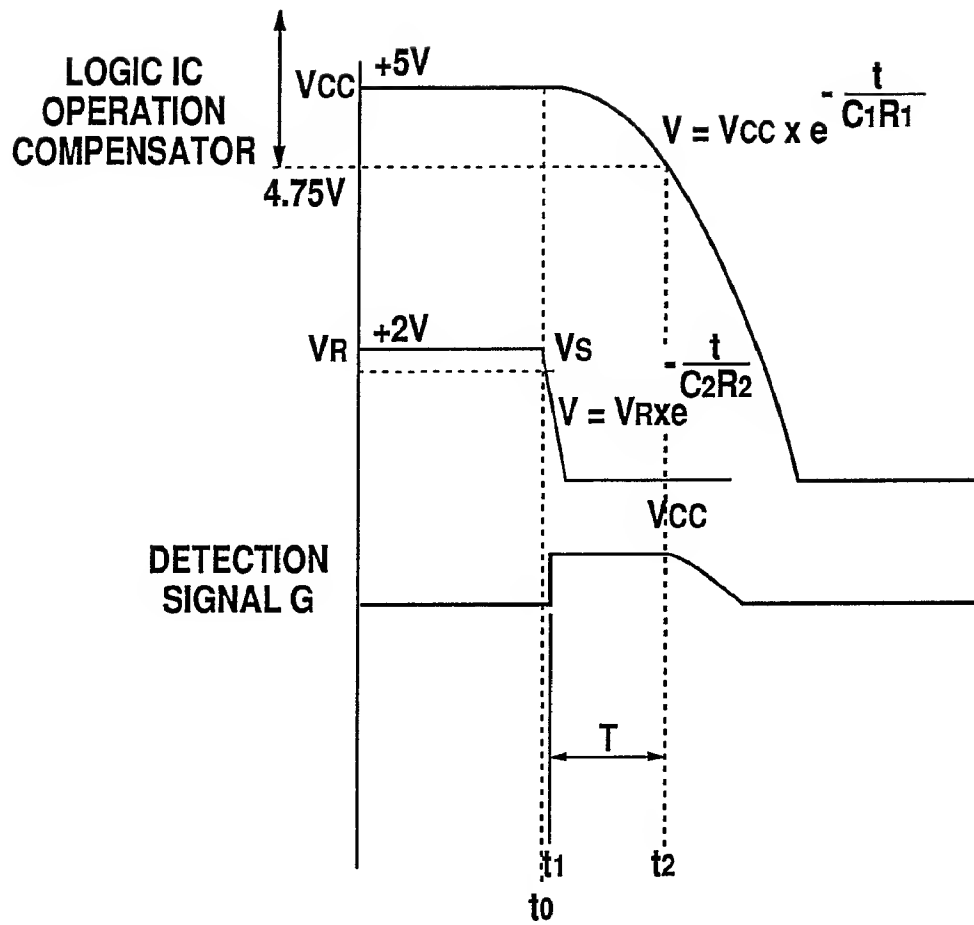 LOGIC IC
OPERATION
COMPENSATOR
VCC
+5V
V = VCC x e - t / C1R1
4.75V
VR
+2V
VS
V = VRxe - t / C2R2
VCC
DETECTION
SIGNAL G
T
t1
t2
t0